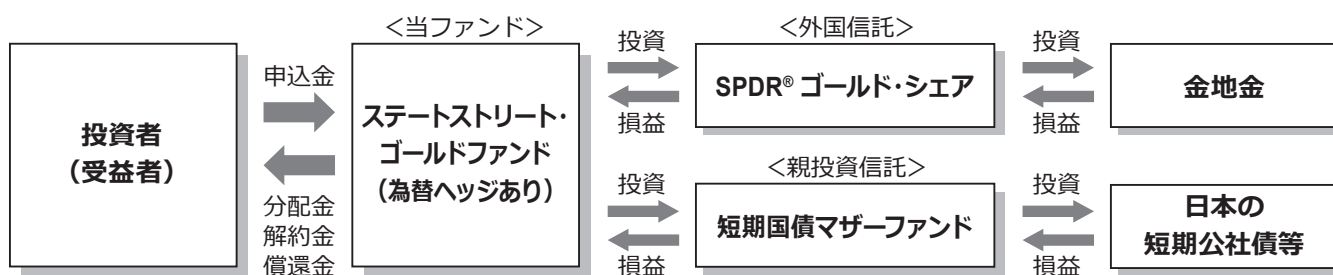 投資者
（受益者）
申込金
分配金
解約金
償還金
＜当ファンド＞
ステートストリート・
ゴールドファンド
（為替ヘッジあり）
投資
損益
＜外国信託＞
SPDR® ゴールド・シェア
投資
損益
金地金
投資
損益
＜親投資信託＞
短期国債マザーファンド
投資
損益
日本の
短期公社債等